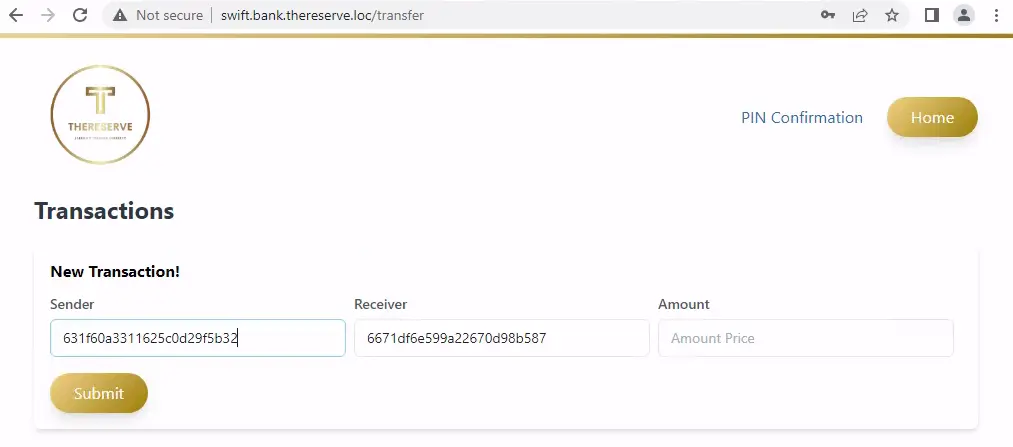 Not secure | swift.bank.thereserve.loc/transfer
THERESERVE
PIN Confirmation
Home
Transactions
New Transaction!
Sender
Receiver
Amount
631f60a3311625c0d29f5b32
6671df6e599a22670d98b587
Amount Price
Submit